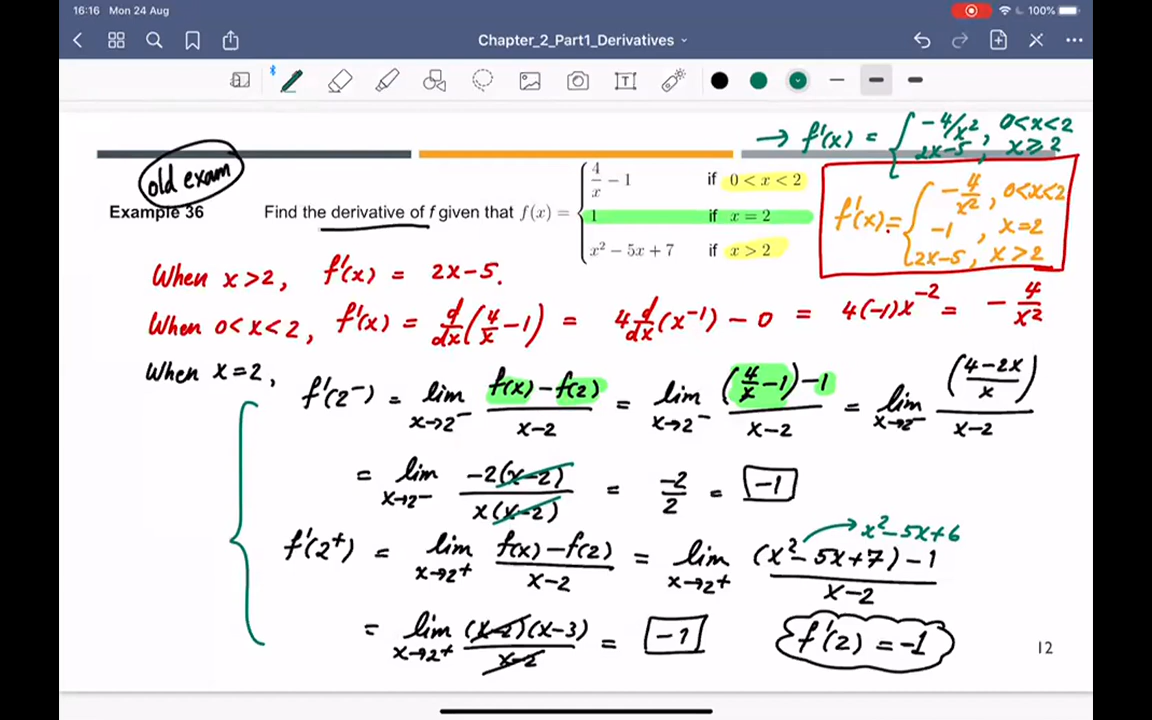 16:16 Mon 24 Aug
100%
Chapter_2_Part1_Derivatives
→ f'(x) = { -4/x², 0<x<2
2x-5, x≥2
old exam
Example 36 Find the derivative of f given that f(x) = { 4/x − 1 if 0 < x < 2
1 if x = 2
x² − 5x + 7 if x > 2
f'(x) = { -4/x², 0<x<2
-1, x=2
2x-5, x>2
When x>2, f'(x) = 2x-5.
When 0<x<2, f'(x) = d/dx (4/x - 1) = 4 d/dx (x⁻¹) - 0 = 4(-1)x⁻² = - 4/x²
When x=2, f'(2⁻) = lim x→2⁻ (f(x) - f(2))/(x-2) = lim x→2⁻ ((4/x - 1) - 1)/(x-2) = lim x→2⁻ ((4-2x)/x)/(x-2)
= lim x→2⁻ -2(x-2)/x(x-2) = -2/2 = -1
x²-5x+6
f'(2⁺) = lim x→2⁺ (f(x) - f(2))/(x-2) = lim x→2⁺ ((x²-5x+7) - 1)/(x-2)
= lim x→2⁺ (x-2)(x-3)/(x-2) = -1 f'(2) = -1
12